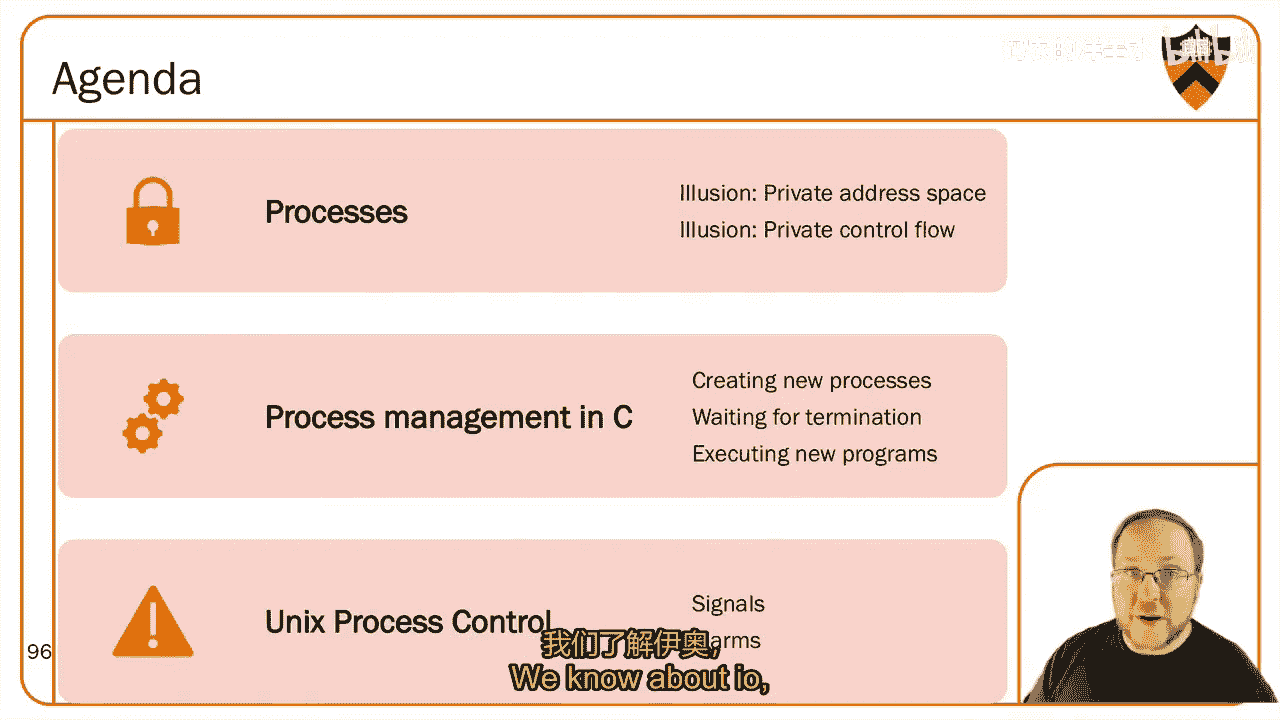 Agenda
Processes
Illusion: Private address space
Illusion: Private control flow
Process management in C
Creating new processes
Waiting for termination
Executing new programs
Unix Process Control
Signals
arms
96
我们了解伊奥,
We know about io,